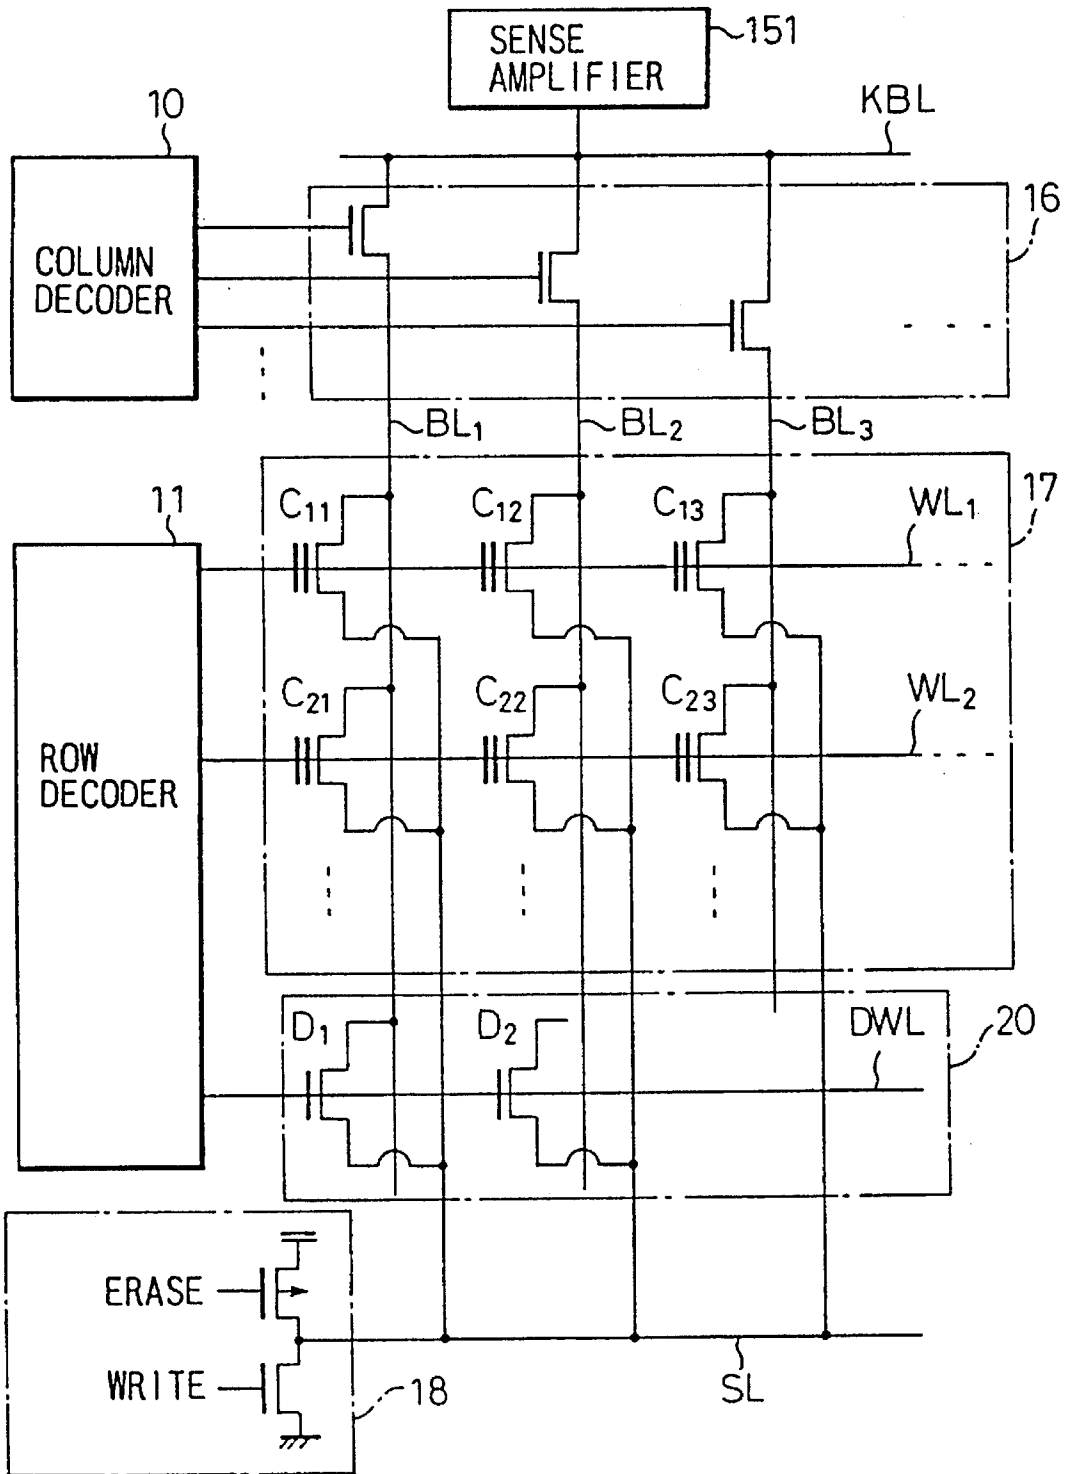 SENSE
AMPLIFIER
151
10
KBL
COLUMN
DECODER
16
BL1
BL2
BL3
11
C11
C12
C13
WL1
17
C21
C22
C23
WL2
ROW
DECODER
D1
D2
DWL
20
ERASE
WRITE
18
SL